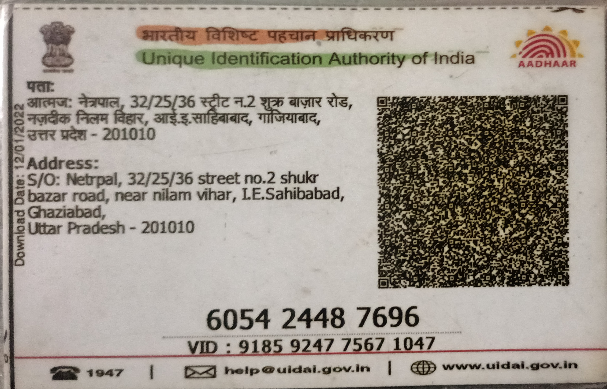 भारतीय विशिष्ट पहचान प्राधिकरण
Unique Identification Authority of India
AADHAAR
पता:
आत्मज: नेत्रपाल, 32/25/36 स्ट्रीट न.2 शुक्र बाज़ार रोड,
नज़दीक निलम विहार, आई.इ.साहिबाबाद, गाजियाबाद,
उत्तर प्रदेश - 201010
Address:
S/O: Netrpal, 32/25/36 street no.2 shukr
bazar road, near nilam vihar, I.E.Sahibabad,
Ghaziabad,
Uttar Pradesh - 201010
Download Date: 12/01/2022
6054 2448 7696
VID : 9185 9247 7567 1047
1947 | help@uidai.gov.in | www.uidai.gov.in